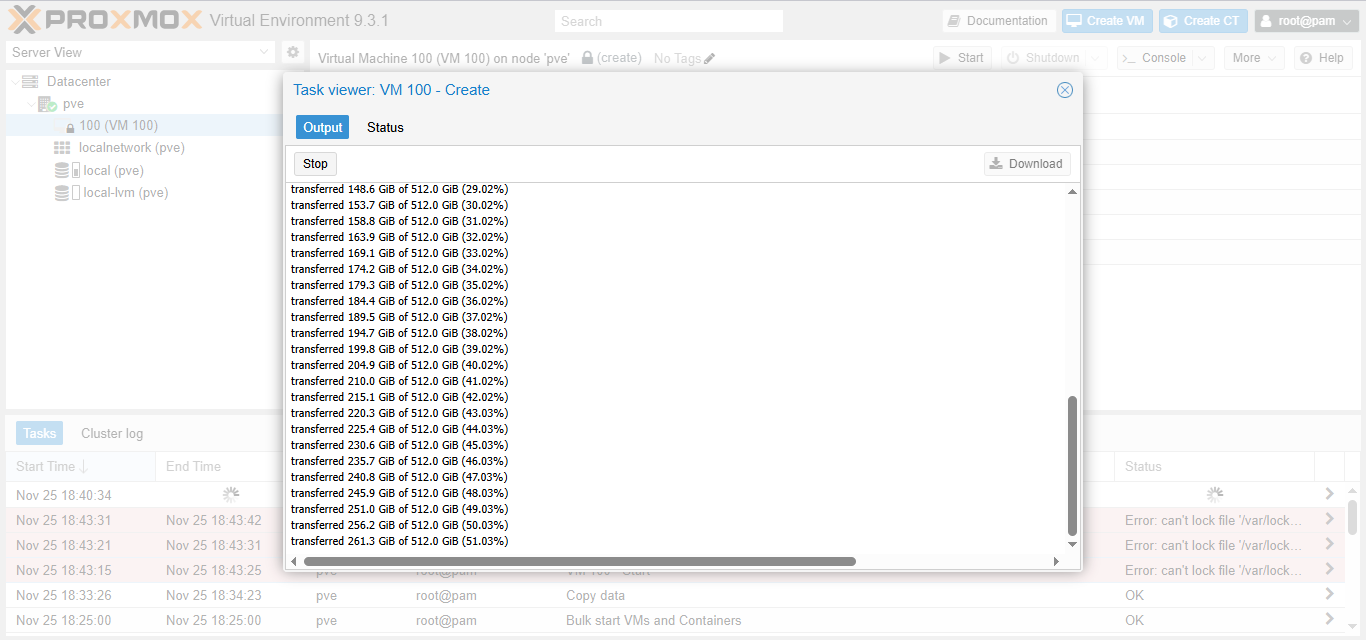 PROXMOX Virtual Environment 9.3.1
Search
Documentation
Create VM
Create CT
root@pam
Server View
Virtual Machine 100 (VM 100) on node 'pve' (create) No Tags
Start
Shutdown
Console
More
Help
Datacenter
pve
100 (VM 100)
localnetwork (pve)
local (pve)
local-lvm (pve)
Task viewer: VM 100 - Create
Output
Status
Stop
Download
transferred 148.6 GiB of 512.0 GiB (29.02%)
transferred 153.7 GiB of 512.0 GiB (30.02%)
transferred 158.8 GiB of 512.0 GiB (31.02%)
transferred 163.9 GiB of 512.0 GiB (32.02%)
transferred 169.1 GiB of 512.0 GiB (33.02%)
transferred 174.2 GiB of 512.0 GiB (34.02%)
transferred 179.3 GiB of 512.0 GiB (35.02%)
transferred 184.4 GiB of 512.0 GiB (36.02%)
transferred 189.5 GiB of 512.0 GiB (37.02%)
transferred 194.7 GiB of 512.0 GiB (38.02%)
transferred 199.8 GiB of 512.0 GiB (39.02%)
transferred 204.9 GiB of 512.0 GiB (40.02%)
transferred 210.0 GiB of 512.0 GiB (41.02%)
transferred 215.1 GiB of 512.0 GiB (42.02%)
transferred 220.3 GiB of 512.0 GiB (43.03%)
transferred 225.4 GiB of 512.0 GiB (44.03%)
transferred 230.6 GiB of 512.0 GiB (45.03%)
transferred 235.7 GiB of 512.0 GiB (46.03%)
transferred 240.8 GiB of 512.0 GiB (47.03%)
transferred 245.9 GiB of 512.0 GiB (48.03%)
transferred 251.0 GiB of 512.0 GiB (49.03%)
transferred 256.2 GiB of 512.0 GiB (50.03%)
transferred 261.3 GiB of 512.0 GiB (51.03%)
Tasks
Cluster log
Start Time
End Time
Status
Nov 25 18:40:34
Nov 25 18:43:31 Nov 25 18:43:42 Error: can't lock file '/var/lock...
Nov 25 18:43:21 Nov 25 18:43:31 Error: can't lock file '/var/lock...
Nov 25 18:43:15 Nov 25 18:43:25 pve root@pam VM 100 - Start Error: can't lock file '/var/lock...
Nov 25 18:33:26 Nov 25 18:34:23 pve root@pam Copy data OK
Nov 25 18:25:00 Nov 25 18:25:00 pve root@pam Bulk start VMs and Containers OK